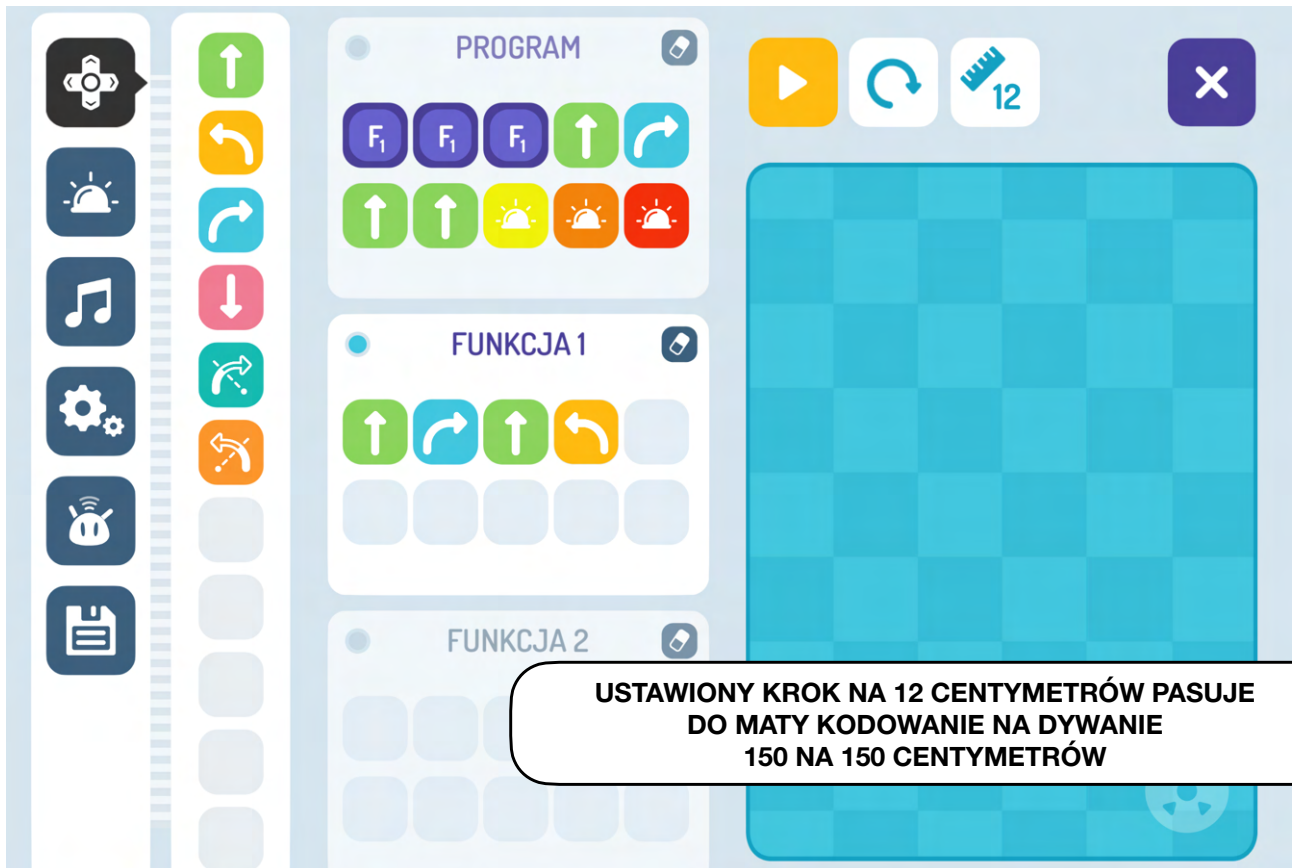 PROGRAM
12
F1 F1 F1
FUNKCJA 1
FUNKCJA 2
USTAWIONY KROK NA 12 CENTYMETRÓW PASUJE
DO MATY KODOWANIE NA DYWANIE
150 NA 150 CENTYMETRÓW